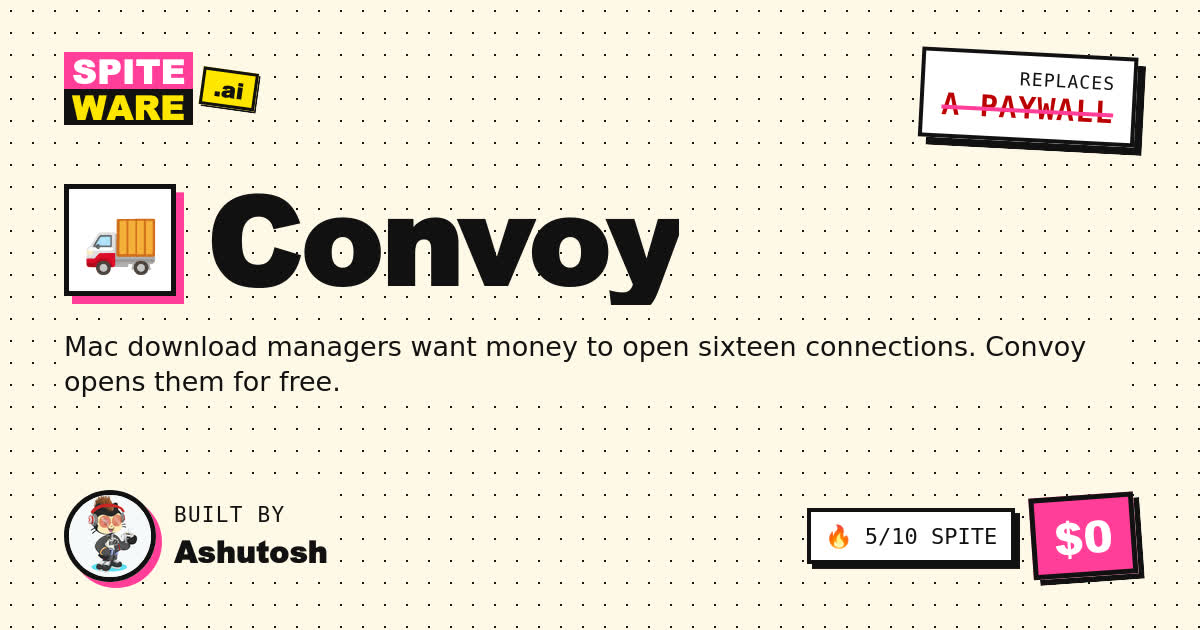 SPITE
WARE
.ai
REPLACES
A PAYWALL
Convoy
Mac download managers want money to open sixteen connections. Convoy
opens them for free.
BUILT BY
Ashutosh
5/10 SPITE
$0